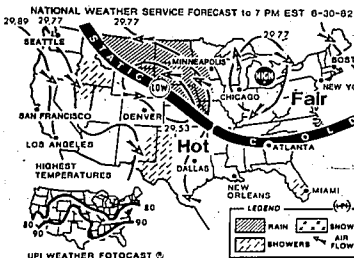 NATIONAL WEATHER SERVICE FORECAST to 7 PM EST 6-30-82
29.89 29.77 29.77 29.77
SEATTLE
BOST
MINNEAPOLIS
STATIC
LOW
HIGH
NEW YOR
CHICAGO
Fair
SAN FRANCISCO
DENVER
29.53
COLD
LOS ANGELES
Hot
ATLANTA
HIGHEST
TEMPERATURES
DALLAS
NEW
ORLEANS
MIAMI
80
90
80
90
LEGEND
RAIN
SNOW
SHOWERS
AIR
FLOW
UPI WEATHER FOTOCAST ®